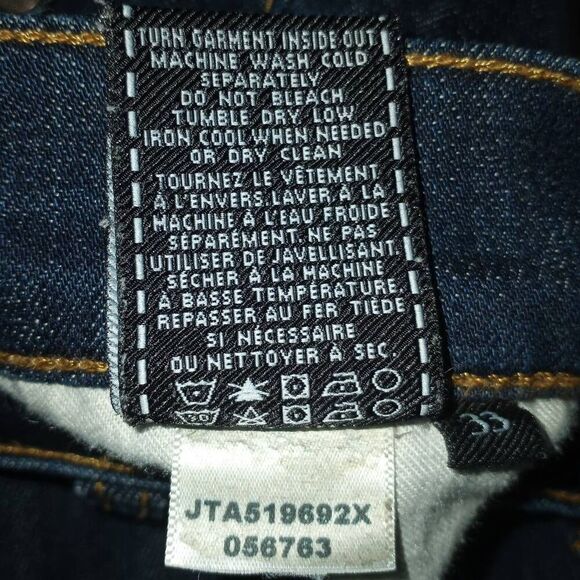 TURN GARMENT INSIDE OUT
MACHINE WASH COLD
SEPARATELY
DO NOT BLEACH
TUMBLE DRY LOW
IRON COOL WHEN NEEDED
OR DRY CLEAN
TOURNEZ LE VÊTEMENT
À L'ENVERS. LAVER À LA
MACHINE À L'EAU FROIDE
SÉPARÉMENT. NE PAS
UTILISER DE JAVELLISANT.
SÉCHER À LA MACHINE
À BASSE TEMPÉRATURE.
REPASSER AU FER TIÈDE
SI NÉCESSAIRE
OU NETTOYER À SEC.
33
JTA519692X
056763